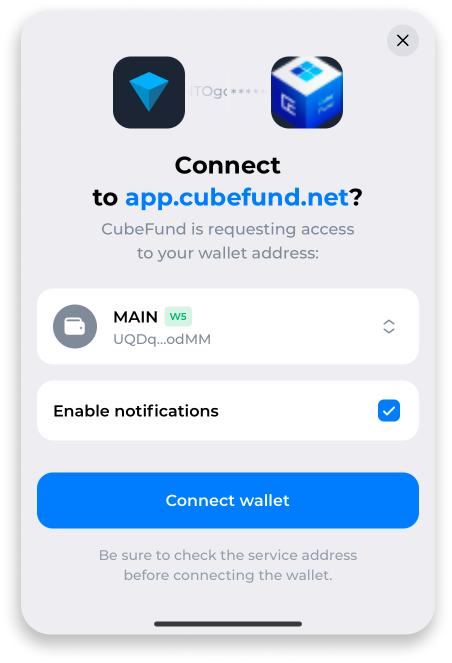 Connect
to app.cubefund.net?
CubeFund is requesting access
to your wallet address:
MAIN W5
UQDq...odMM
Enable notifications
Connect wallet
Be sure to check the service address
before connecting the wallet.